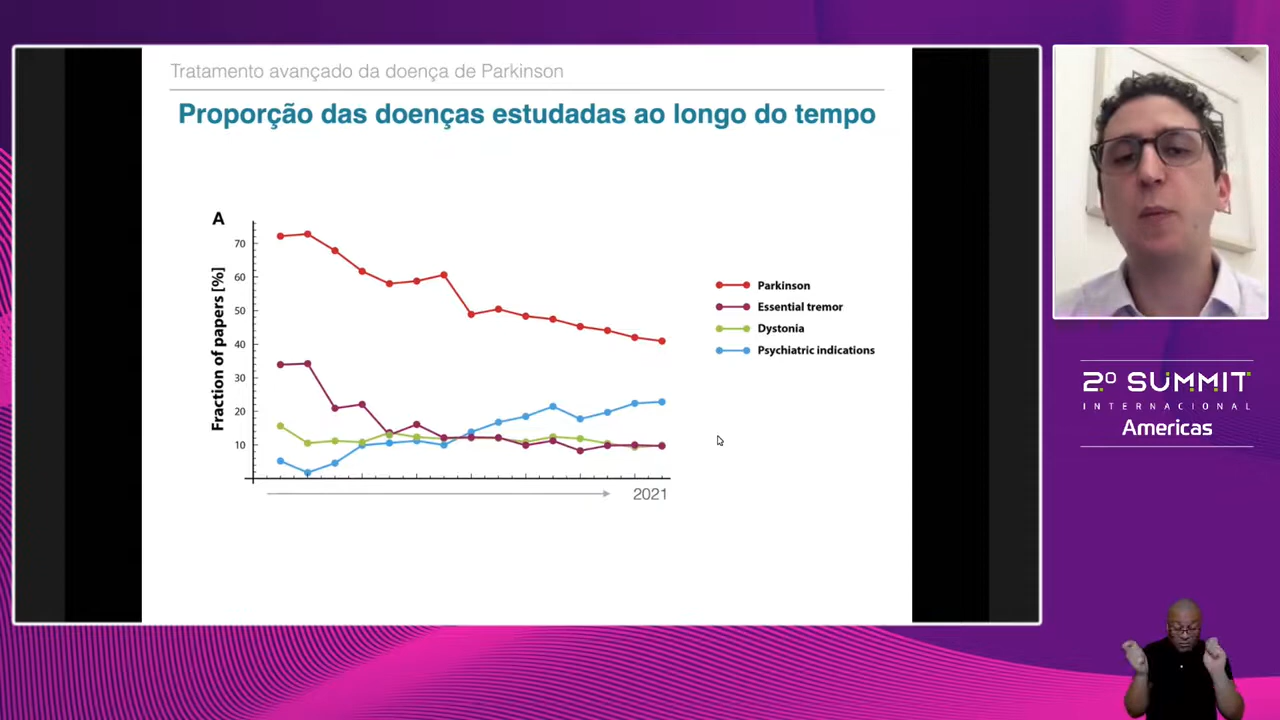 Tratamento avançado da doença de Parkinson
Proporção das doenças estudadas ao longo do tempo
A
Fraction of papers [%]
70
60
50
40
30
20
10
2021
Parkinson
Essential tremor
Dystonia
Psychiatric indications
2º SUMMIT
INTERNACIONAL
Americas